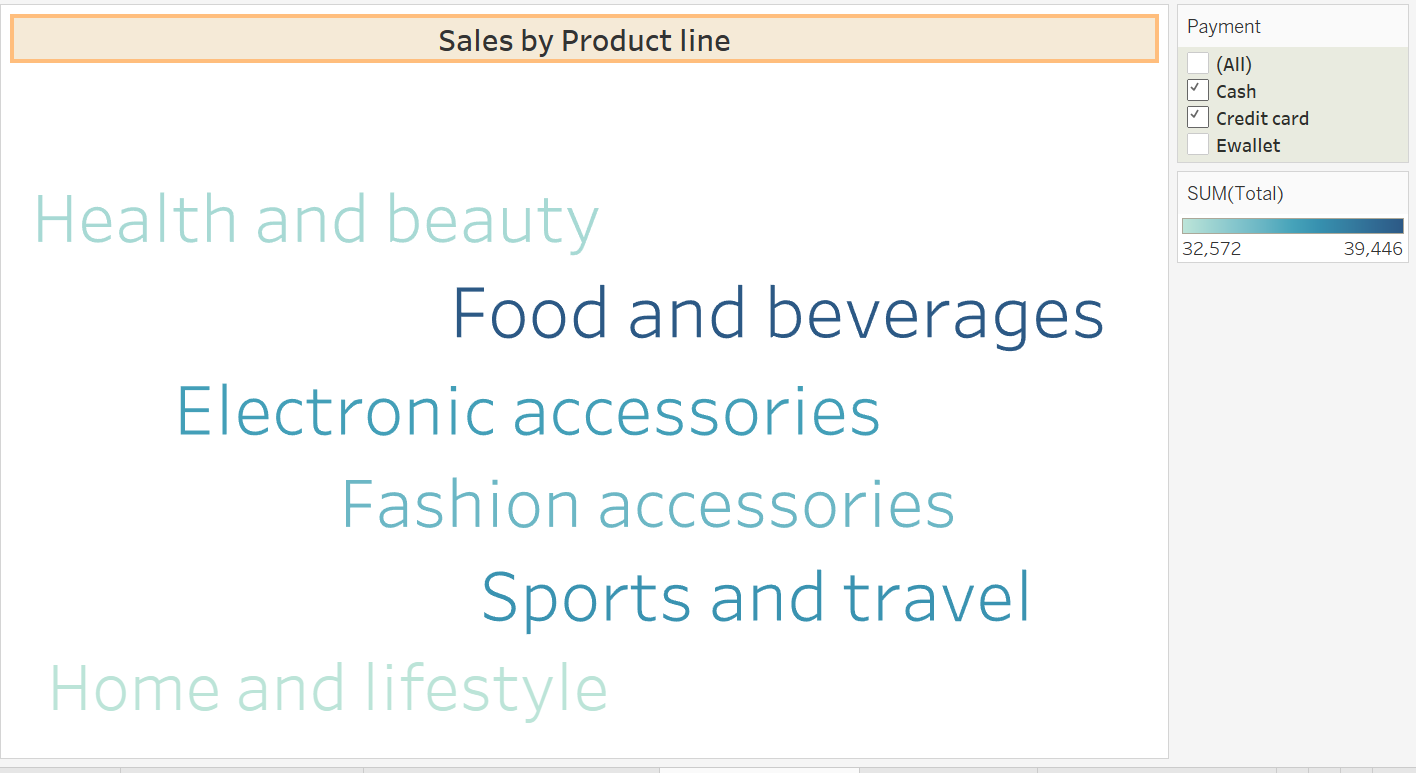 Sales by Product line
Health and beauty
Food and beverages
Electronic accessories
Fashion accessories
Sports and travel
Home and lifestyle
Payment
(All)
Cash
Credit card
Ewallet
SUM(Total)
32,572 39,446